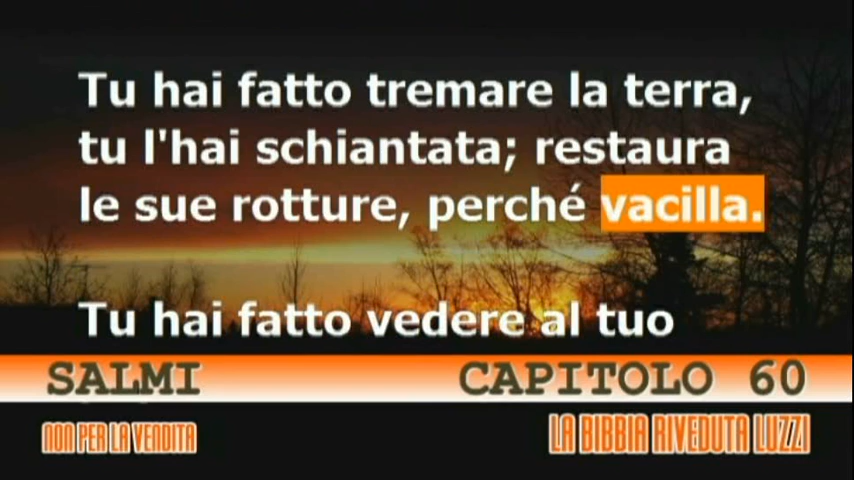 Tu hai fatto tremare la terra,
tu l'hai schiantata; restaura
le sue rotture, perché vacilla.
Tu hai fatto vedere al tuo
SALMI CAPITOLO 60
NON PER LA VENDITA LA BIBBIA RIVEDUTA LUZZI